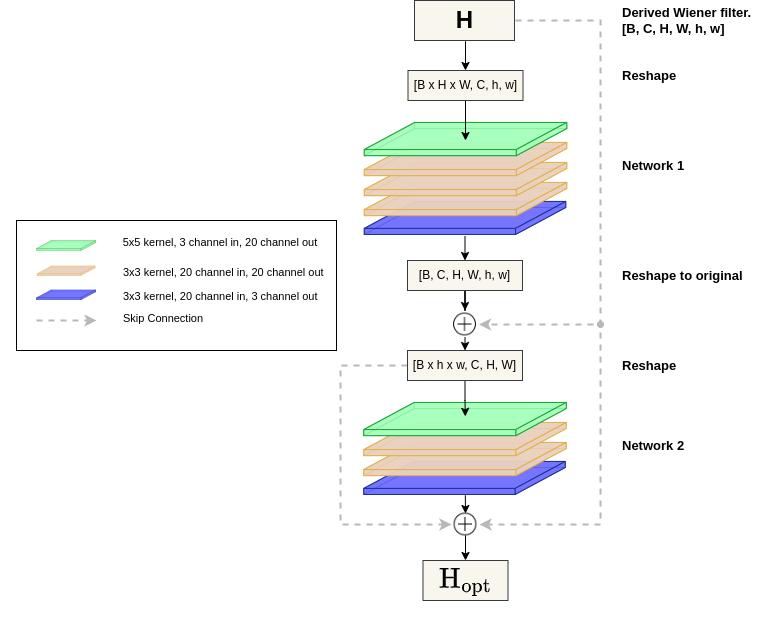 H
Derived Wiener filter.
[B, C, H, W, h, w]
[B x H x W, C, h, w]
Reshape
Network 1
5x5 kernel, 3 channel in, 20 channel out
3x3 kernel, 20 channel in, 20 channel out
3x3 kernel, 20 channel in, 3 channel out
Skip Connection
[B, C, H, W, h, w]
Reshape to original
[B x h x w, C, H, W]
Reshape
Network 2
Hopt